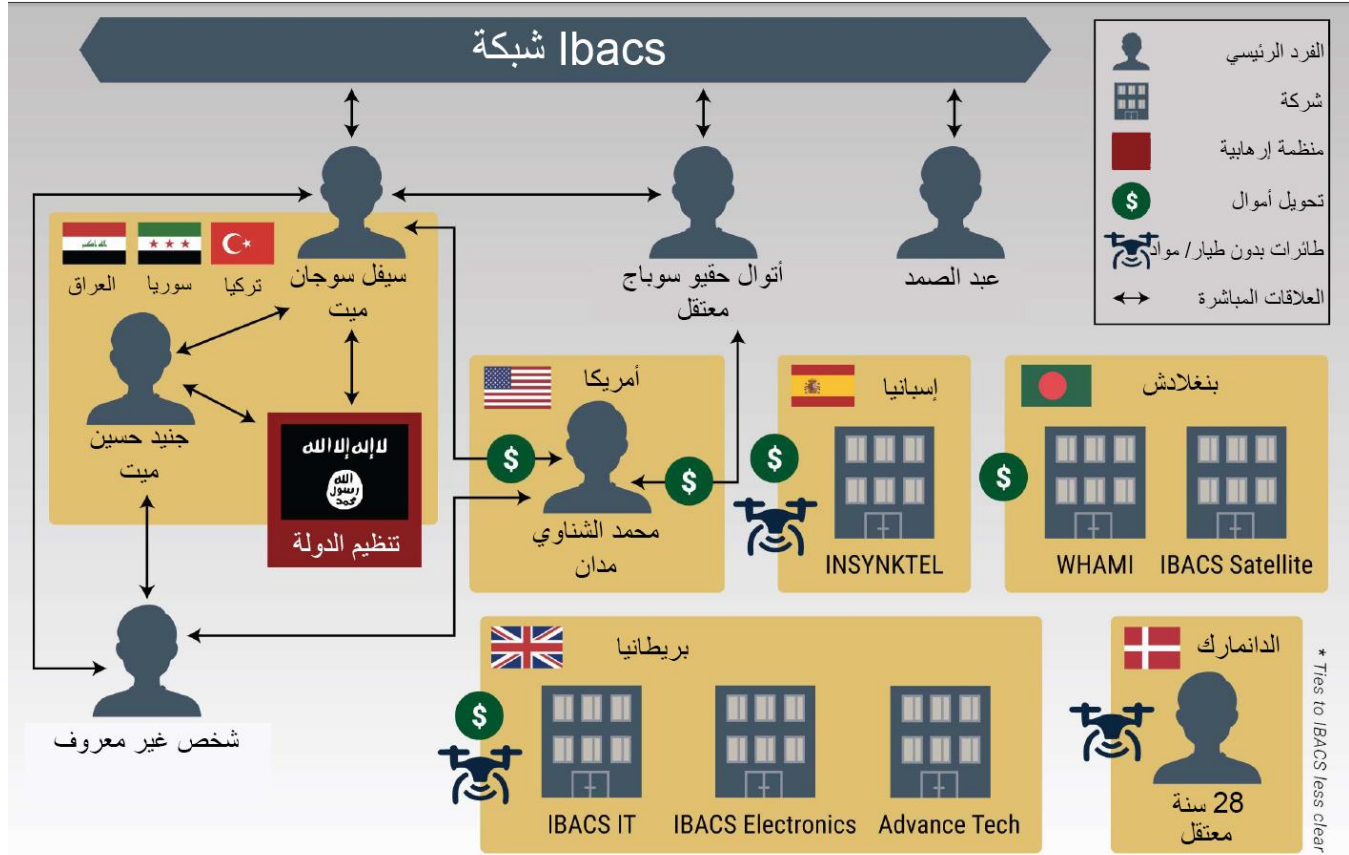 شبكة Ibacs
الفرد الرئيسي
شركة
منظمة إرهابية
تحويل أموال
طائرات بدون طيار/ مواد
العلاقات المباشرة
العراق
سوريا
تركيا
سيفل سوجان
ميت
أتوال حقيو سوباج
معتقل
عبد الصمد
جنيد حسين
ميت
لا إله إلا الله
الله
رسول
محمد
تنظيم الدولة
أمريكا
محمد الشناوي
مدان
إسبانيا
INSYNKTEL
بنغلادش
WHAMI
IBACS Satellite
شخص غير معروف
بريطانيا
IBACS IT
IBACS Electronics
Advance Tech
الدانمارك
28 سنة
معتقل
* Ties to IBACS less clear